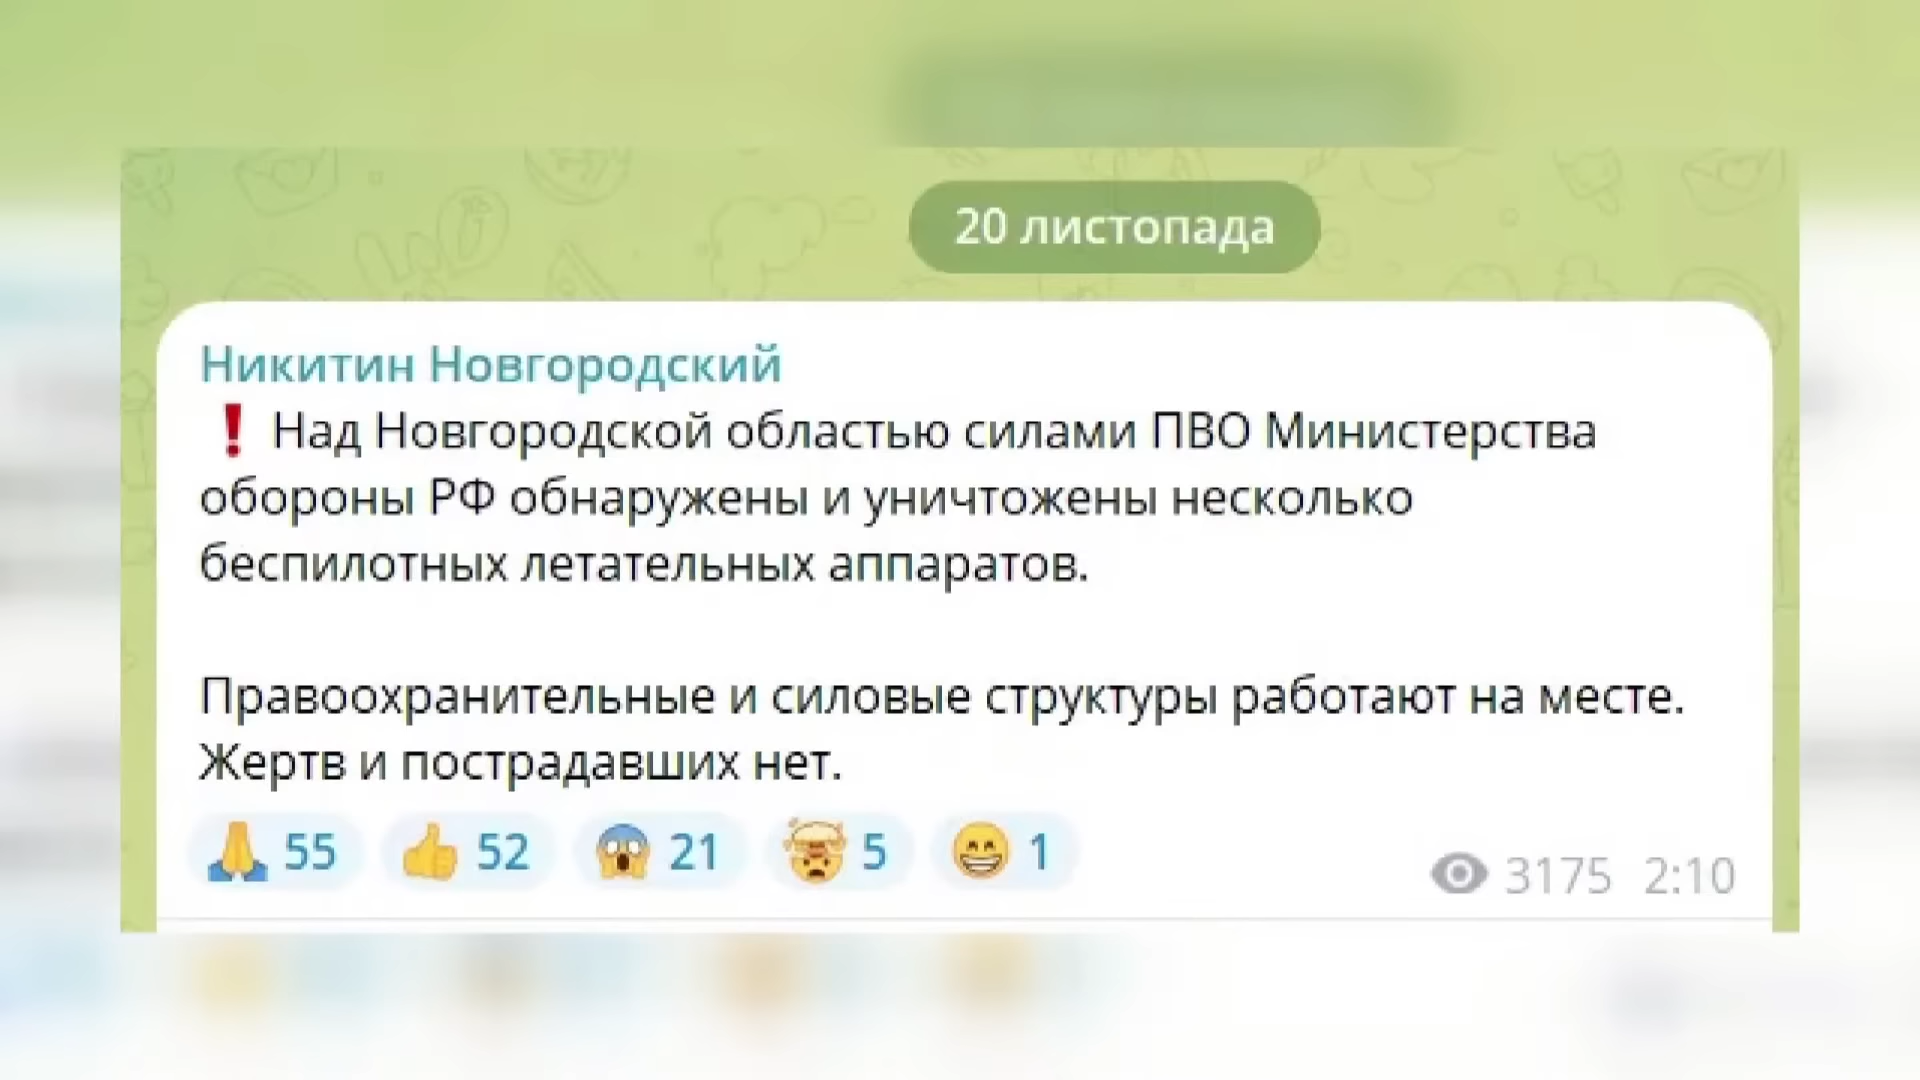 20 листопада
Никитин Новгородский
❗ Над Новгородской областью силами ПВО Министерства
обороны РФ обнаружены и уничтожены несколько
беспилотных летательных аппаратов.
Правоохранительные и силовые структуры работают на месте.
Жертв и пострадавших нет.
🙏 55 👍 52 😱 21 🤯 5 😁 1
3175 2:10